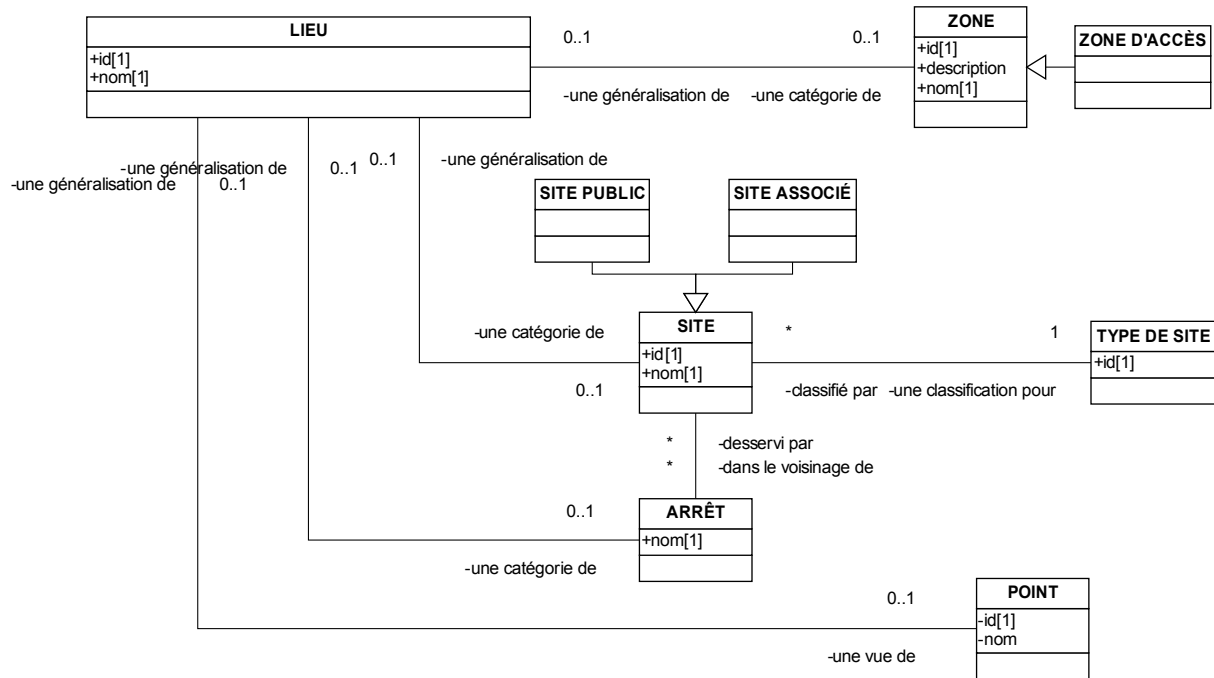 LIEU
+id[1]
+nom[1]
0..1
0..1
-une généralisation de
-une catégorie de
ZONE
+id[1]
+description
+nom[1]
ZONE D'ACCÈS
-une généralisation de
0..1
-une généralisation de
0..1
0..1
-une généralisation de
SITE PUBLIC
SITE ASSOCIÉ
-une catégorie de
0..1
SITE
+id[1]
+nom[1]
*
1
-classifié par
-une classification pour
TYPE DE SITE
+id[1]
*
-desservi par
*
-dans le voisinage de
0..1
-une catégorie de
ARRÊT
+nom[1]
0..1
-une vue de
POINT
-id[1]
-nom